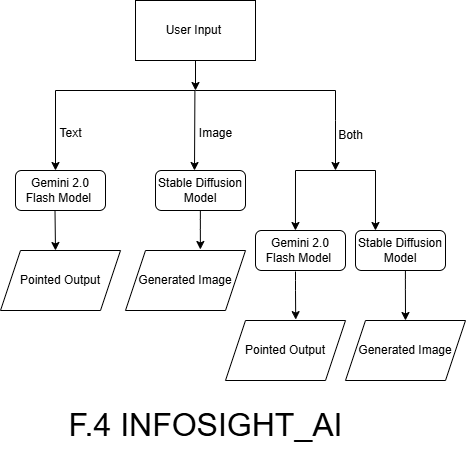 User Input
Text
Image
Both
Gemini 2.0
Flash Model
Stable Diffusion
Model
Gemini 2.0
Flash Model
Stable Diffusion
Model
Pointed Output
Generated Image
Pointed Output
Generated Image
F.4 INFOSIGHT_AI